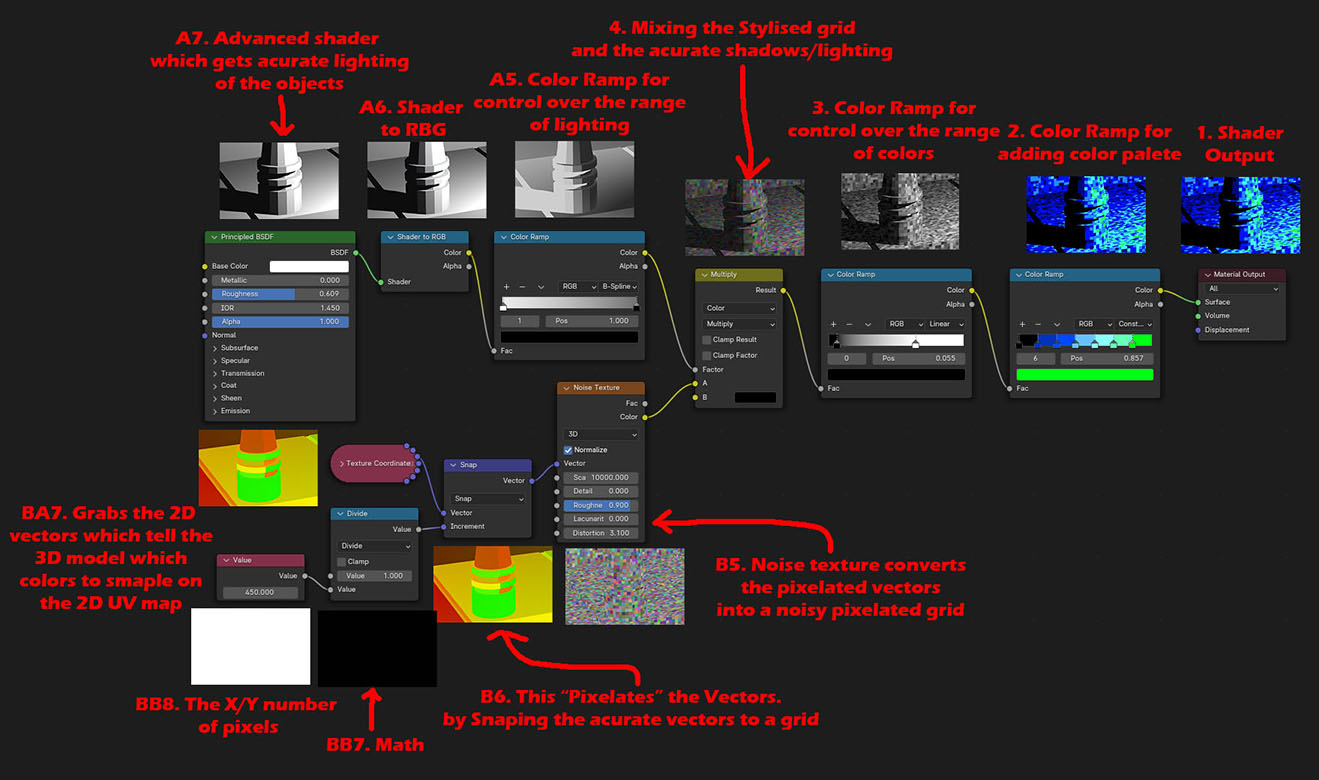 4. Mixing the Stylised grid
and the acurate shadows/lighting
A7. Advanced shader
which gets acurate lighting
of the objects
A6. Shader
to RBG
A5. Color Ramp for
control over the range
of lighting
3. Color Ramp for
control over the range
of colors
2. Color Ramp for
adding color palete
1. Shader
Output
Principled BSDF
BSDF
Base Color
Metallic 0.000
Roughness 0.609
IOR 1.450
Alpha 1.000
Normal
Subsurface
Specular
Transmission
Coat
Sheen
Emission
Shader to RGB
Color
Alpha
Shader
Color Ramp
Color
Alpha
RGB B-Spline
1 Pos 1.000
Fac
Multiply
Result
Color
Multiply
Clamp Result
Clamp Factor
Factor
A
B
Color Ramp
Color
Alpha
RGB Linear
0 Pos 0.055
Fac
Color Ramp
Color
Alpha
RGB Const...
6 Pos 0.857
Fac
Material Output
All
Surface
Volume
Displacement
Noise Texture
Fac
Color
3D
Normalize
Vector
Sca 10000.000
Detail 0.000
Roughne 0.900
Lacunarit 0.000
Distortion 3.100
Texture Coordinate
Snap
Vector
Snap
Vector
Increment
Divide
Value
Divide
Clamp
Value 1.000
Value
Value
Value
450.000
BA7. Grabs the 2D
vectors which tell the
3D model which
colors to smaple on
the 2D UV map
B5. Noise texture converts
the pixelated vectors
into a noisy pixelated grid
B6. This “Pixelates” the Vectors.
by Snaping the acurate vectors to a grid
BB8. The X/Y number
of pixels
BB7. Math